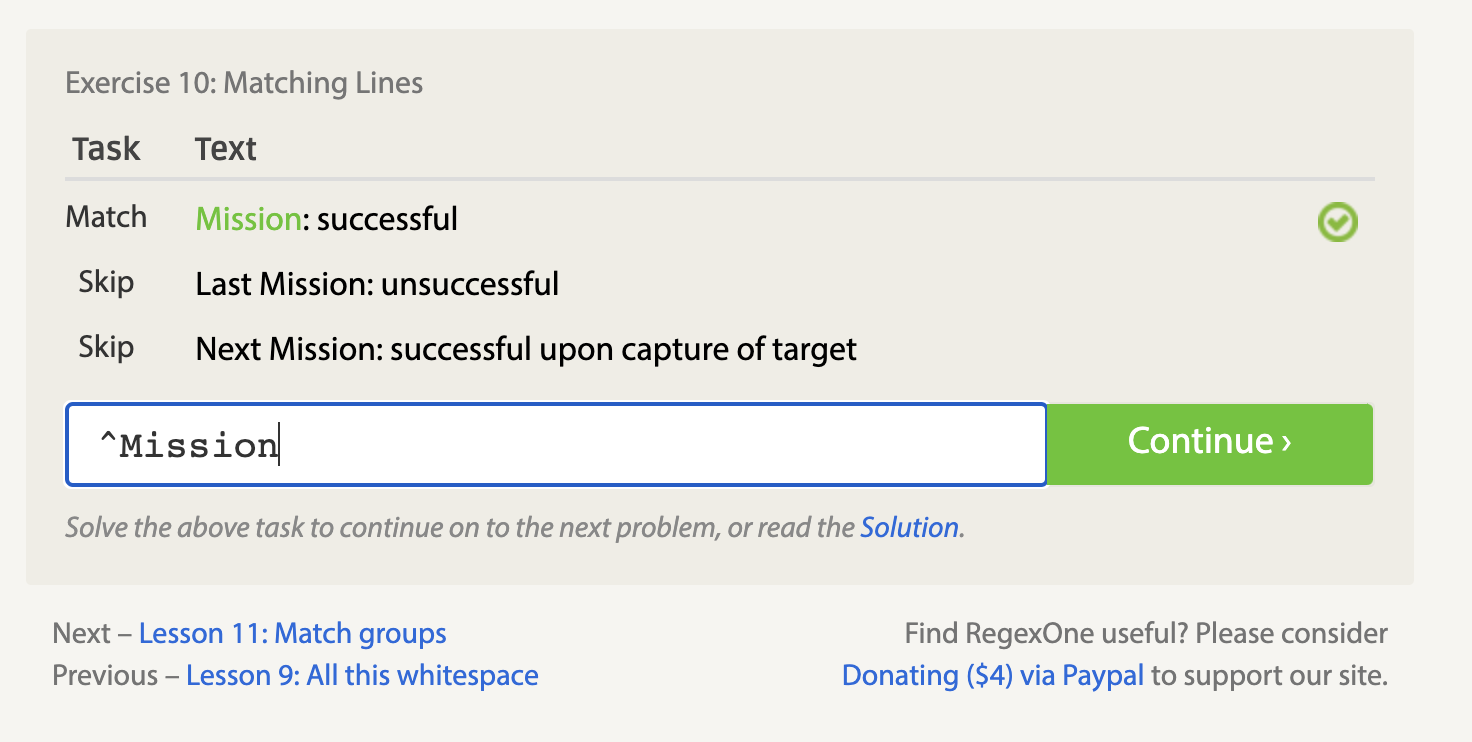 Exercise 10: Matching Lines
Task Text
Match Mission: successful
Skip Last Mission: unsuccessful
Skip Next Mission: successful upon capture of target
^Mission Continue ›
Solve the above task to continue on to the next problem, or read the Solution.
Next – Lesson 11: Match groups
Previous – Lesson 9: All this whitespace
Find RegexOne useful? Please consider
Donating ($4) via Paypal to support our site.